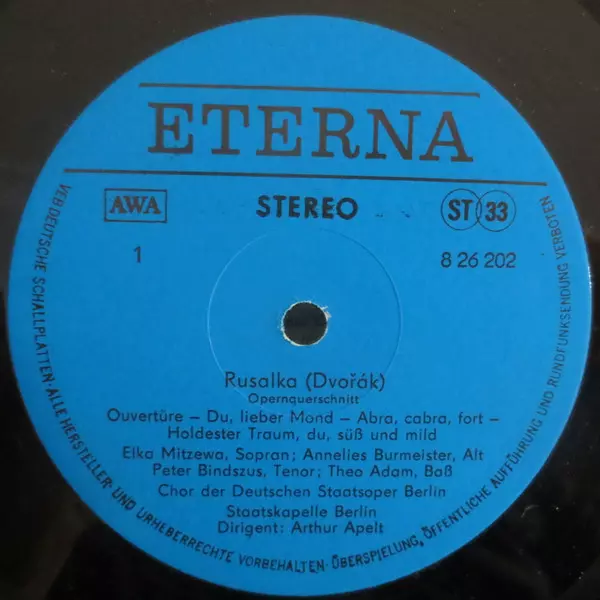 ETERNA
AWA
STEREO
ST 33
1
8 26 202
Rusalka (Dvořák)
Opernquerschnitt
Ouvertüre – Du, lieber Mond – Abra, cabra, fort –
Holdester Traum, du, süß und mild
Elka Mitzewa, Sopran; Annelies Burmeister, Alt
Peter Bindszus, Tenor; Theo Adam, Baß
Chor der Deutschen Staatsoper Berlin
Staatskapelle Berlin
Dirigent: Arthur Apelt
VEB DEUTSCHE SCHALLPLATTEN · ALLE HERSTELLER- UND URHEBERRECHTE VORBEHALTEN · ÜBERSPIELUNG, ÖFFENTLICHE AUFFÜHRUNG UND RUNDFUNKSENDUNG VERBOTEN